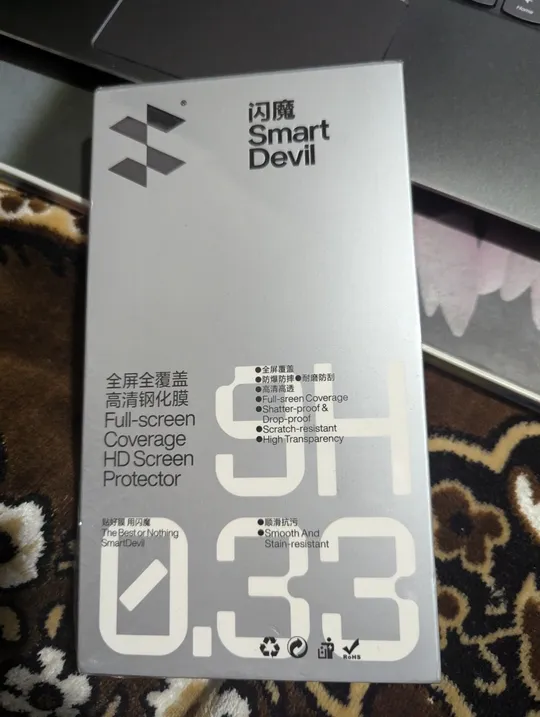 Home
®
闪魔
Smart
Devil
全屏全覆盖
高清钢化膜
Full-screen
Coverage
HD Screen
Protector
9H
●全屏覆盖
●防爆防摔●耐磨防刮
●高清高透
●Full-sreen Coverage
●Shatter-proof &
Drop-proof
●Scratch-resistant
●High Transparency
贴好膜 用闪魔
The Best or Nothing
SmartDevil
●顺滑抗污
●Smooth And
Stain-resistant
0.33
RoHS